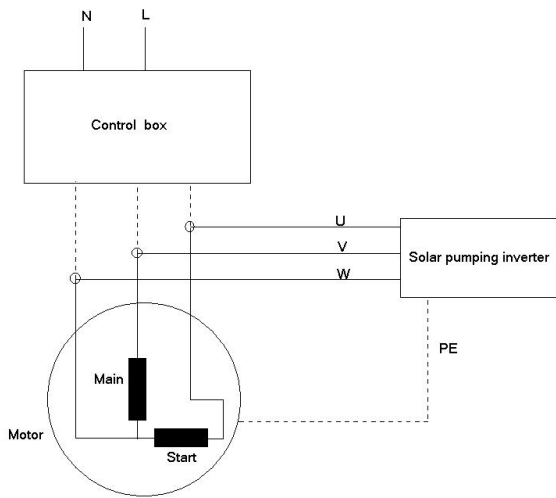 N L
Control box
U
V
Solar pumping inverter
W
PE
Main
Motor
Start